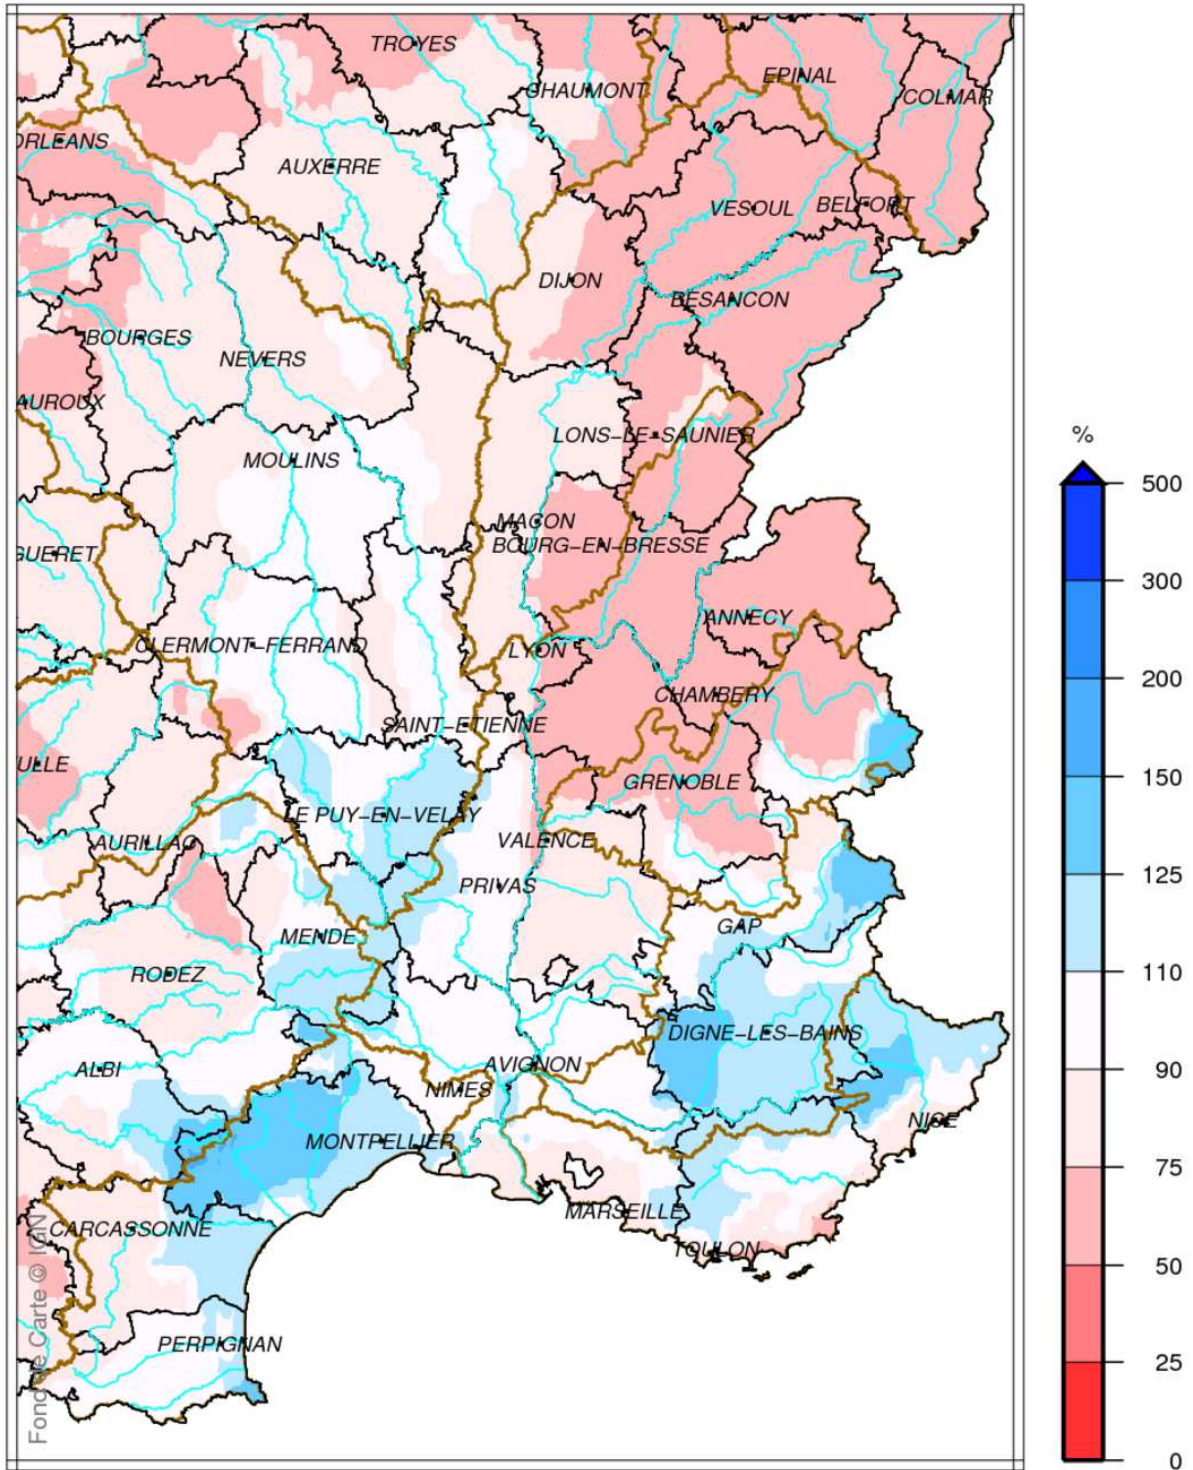 TROYES
EPINAL
CHAUMONT
COLMAR
ORLEANS
AUXERRE
VESOUL
BELFORT
DIJON
BESANCON
BOURGES
NEVERS
AUROUX
LONS-LE-SAUNIER
MOULINS
MACON
BOURG-EN-BRESSE
GUERET
ANNECY
CLERMONT-FERRAND
LYON
CHAMBERY
SAINT-ETIENNE
ULLE
GRENOBLE
LE PUY-EN-VELAY
AURILLAC
VALENCE
PRIVAS
GAP
MENDE
RODEZ
DIGNE-LES-BAINS
AVIGNON
ALBI
NIMES
NICE
MONTPELLIER
MARSEILLE
CARCASSONNE
TOULON
PERPIGNAN
Fond de Carte © IGN
%
500
300
200
150
125
110
90
75
50
25
0